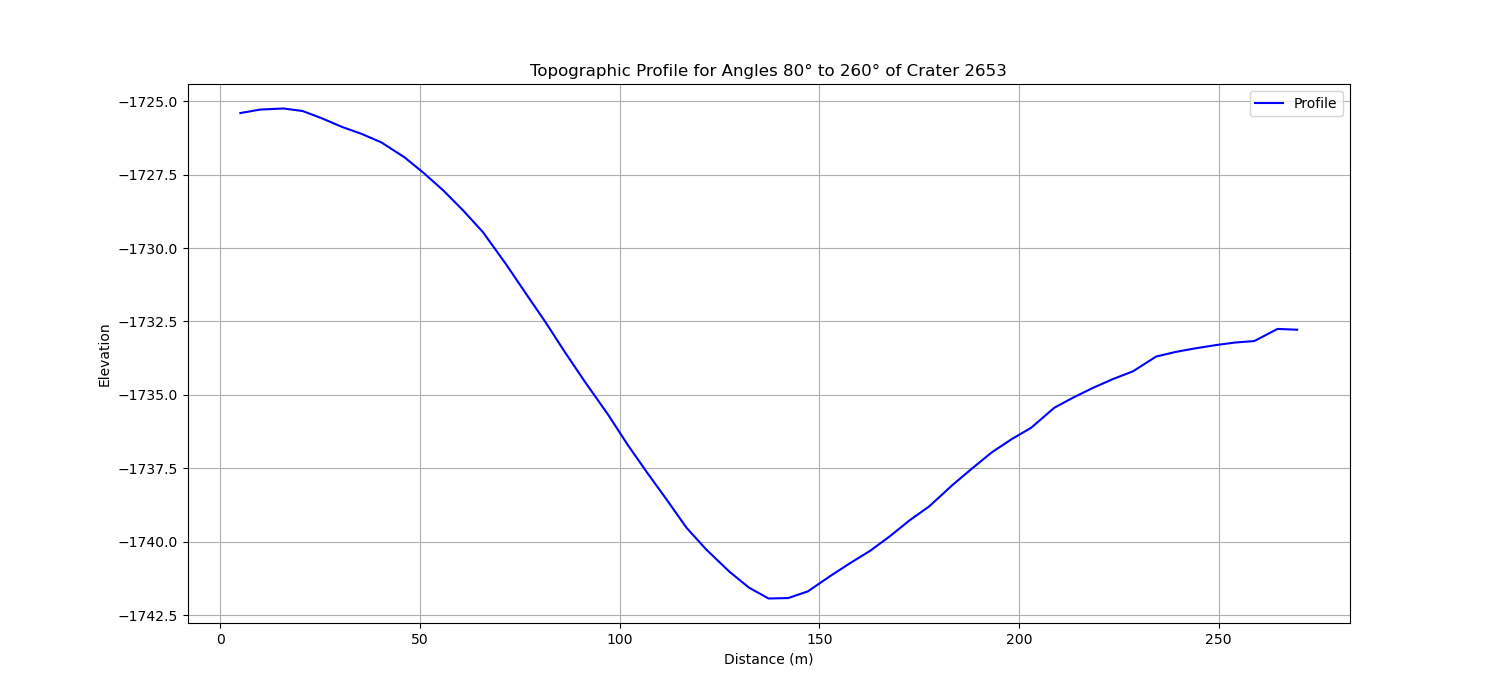 Topographic Profile for Angles 80° to 260° of Crater 2653
Profile
Elevation
−1725.0
−1727.5
−1730.0
−1732.5
−1735.0
−1737.5
−1740.0
−1742.5
0 50 100 150 200 250
Distance (m)